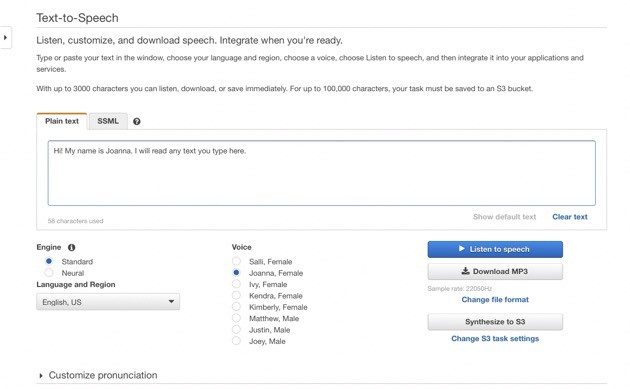 Text-to-Speech
Listen, customize, and download speech. Integrate when you're ready.
Type or paste your text in the window, choose your language and region, choose a voice, choose Listen to speech, and then integrate it into your applications and
services.
With up to 3000 characters you can listen, download, or save immediately. For up to 100,000 characters, your task must be saved to an S3 bucket.
Plain text
SSML
Hi! My name is Joanna. I will read any text you type here.
58 characters used
Show default text
Clear text
Engine
Standard
Neural
Language and Region
English, US
Voice
Salli, Female
Joanna, Female
Ivy, Female
Kendra, Female
Kimberly, Female
Matthew, Male
Justin, Male
Joey, Male
Listen to speech
Download MP3
Sample rate: 22050Hz
Change file format
Synthesize to S3
Change S3 task settings
Customize pronunciation